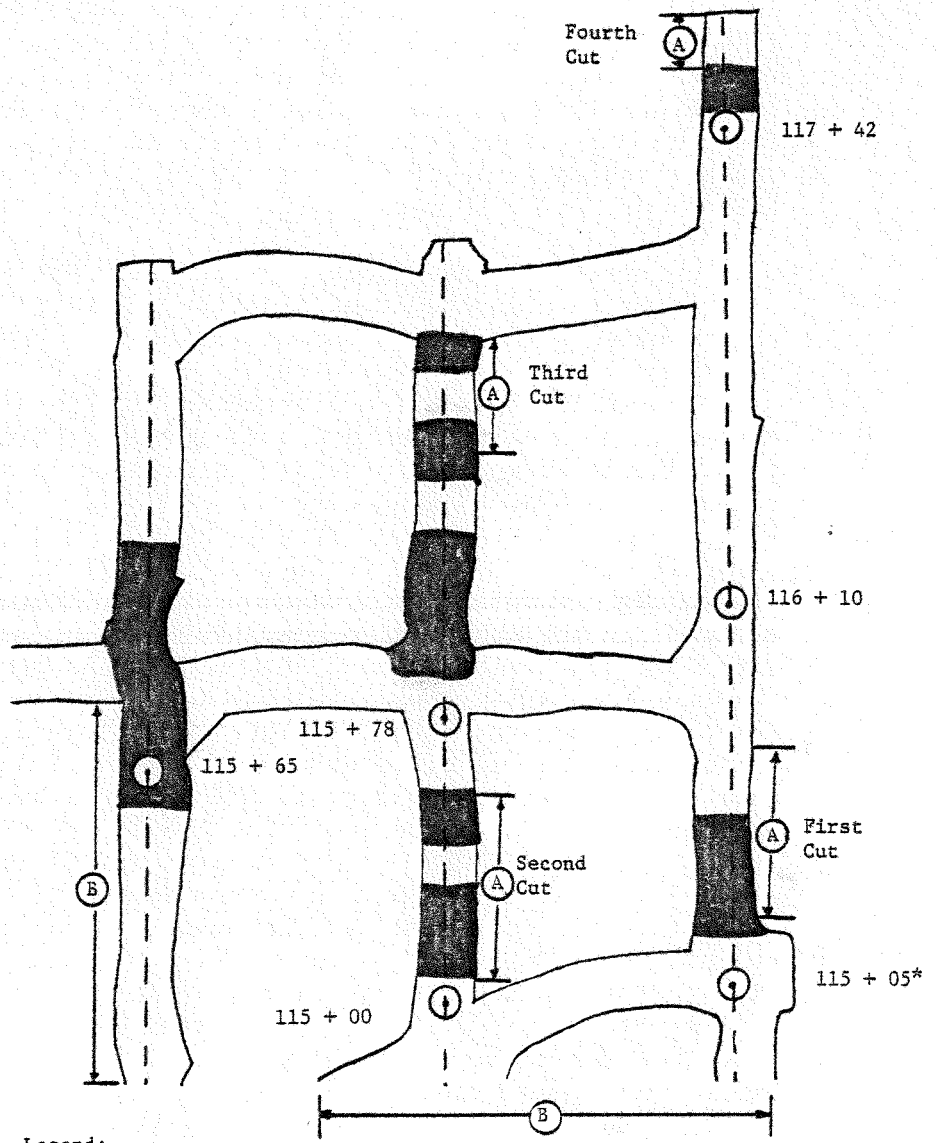 Fourth
Cut
A
117 + 42
Third
Cut
A
116 + 10
115 + 78
115 + 65
A
First
Cut
B
Second
Cut
A
115 + 05*
115 + 00
B
Legend: